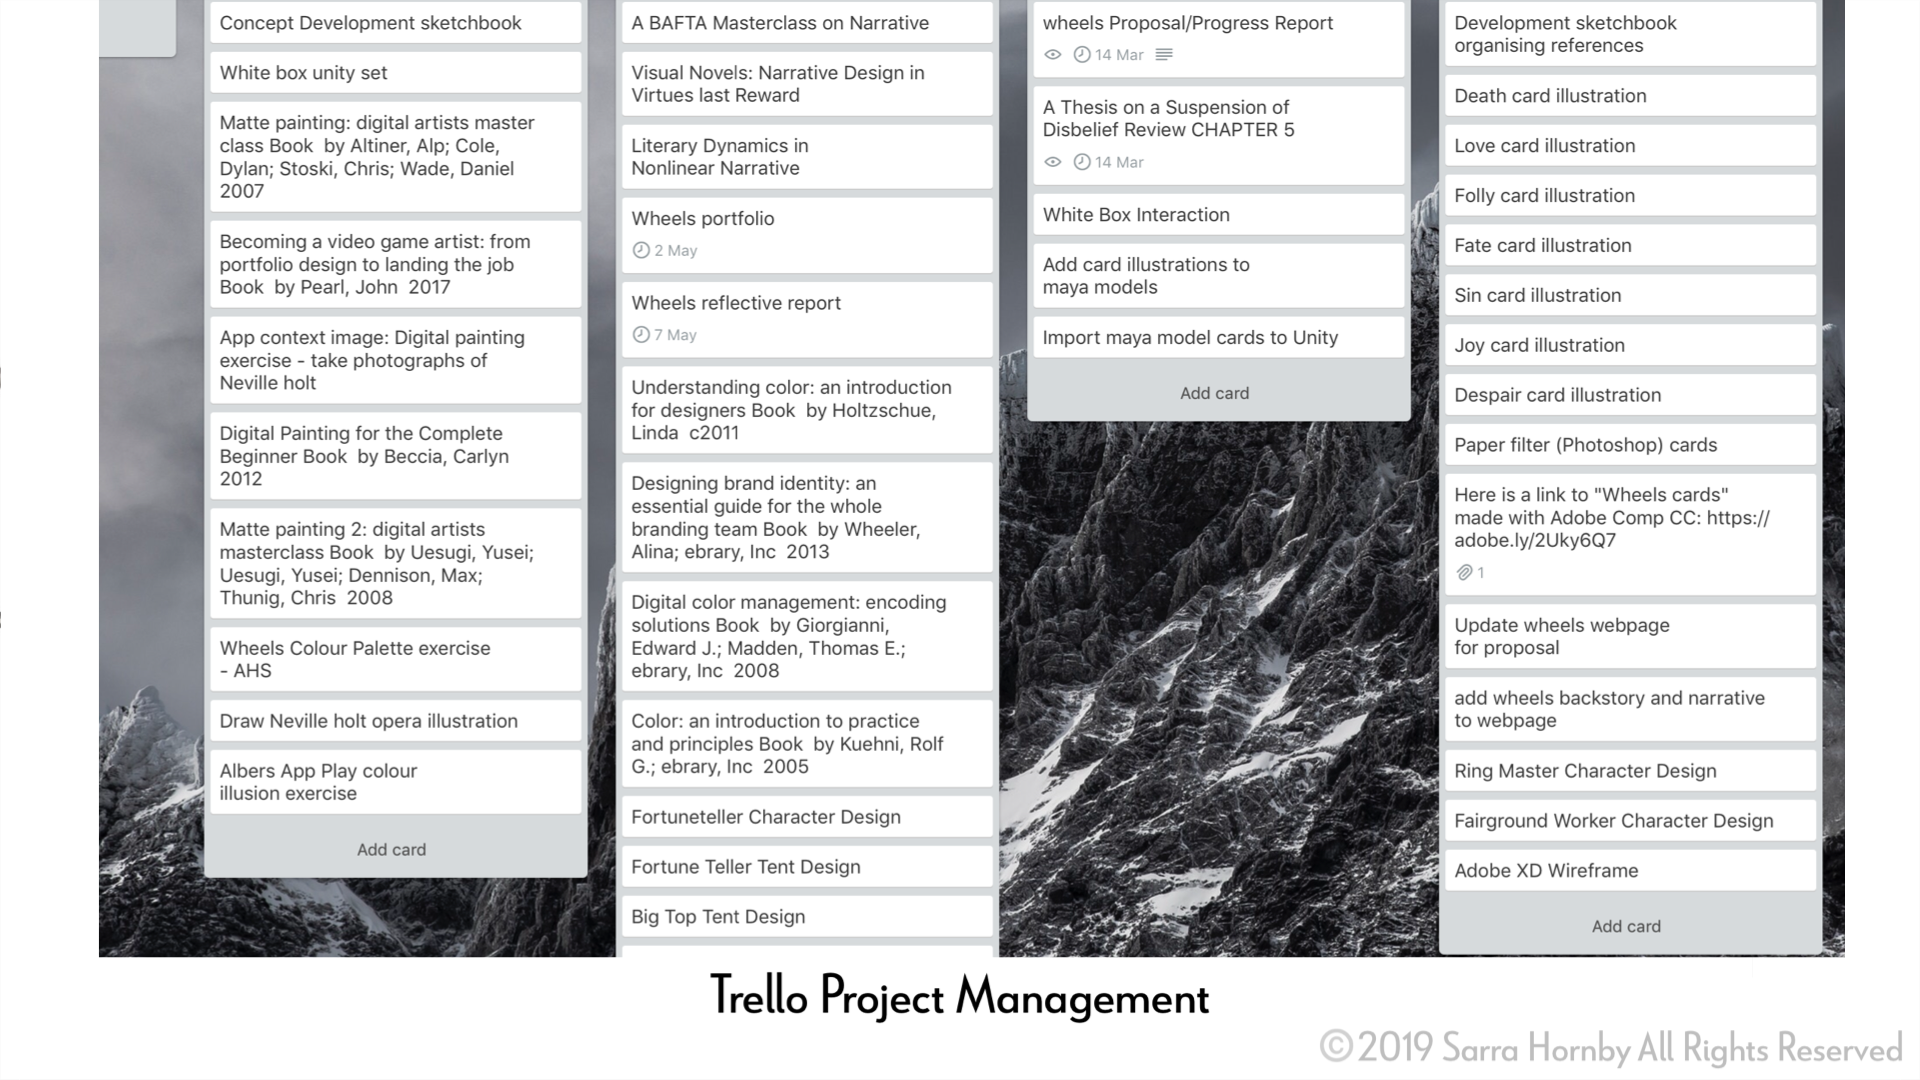 Concept Development sketchbook
White box unity set
Matte painting: digital artists master
class Book  by Altiner, Alp; Cole,
Dylan; Stoski, Chris; Wade, Daniel
2007
Becoming a video game artist: from
portfolio design to landing the job
Book  by Pearl, John  2017
App context image: Digital painting
exercise - take photographs of
Neville holt
Digital Painting for the Complete
Beginner Book  by Beccia, Carlyn
2012
Matte painting 2: digital artists
masterclass Book  by Uesugi, Yusei;
Uesugi, Yusei; Dennison, Max;
Thunig, Chris  2008
Wheels Colour Palette exercise
- AHS
Draw Neville holt opera illustration
Albers App Play colour
illusion exercise
Add card
A BAFTA Masterclass on Narrative
Visual Novels: Narrative Design in
Virtues last Reward
Literary Dynamics in
Nonlinear Narrative
Wheels portfolio
2 May
Wheels reflective report
7 May
Understanding color: an introduction
for designers Book  by Holtzschue,
Linda  c2011
Designing brand identity: an
essential guide for the whole
branding team Book  by Wheeler,
Alina; ebrary, Inc  2013
Digital color management: encoding
solutions Book  by Giorgianni,
Edward J.; Madden, Thomas E.;
ebrary, Inc  2008
Color: an introduction to practice
and principles Book  by Kuehni, Rolf
G.; ebrary, Inc  2005
Fortuneteller Character Design
Fortune Teller Tent Design
Big Top Tent Design
wheels Proposal/Progress Report
14 Mar
A Thesis on a Suspension of
Disbelief Review CHAPTER 5
14 Mar
White Box Interaction
Add card illustrations to
maya models
Import maya model cards to Unity
Add card
Development sketchbook
organising references
Death card illustration
Love card illustration
Folly card illustration
Fate card illustration
Sin card illustration
Joy card illustration
Despair card illustration
Paper filter (Photoshop) cards
Here is a link to "Wheels cards"
made with Adobe Comp CC: https://
adobe.ly/2Uky6Q7
1
Update wheels webpage
for proposal
add wheels backstory and narrative
to webpage
Ring Master Character Design
Fairground Worker Character Design
Adobe XD Wireframe
Add card
Trello Project Management
©2019 Sarra Hornby All Rights Reserved